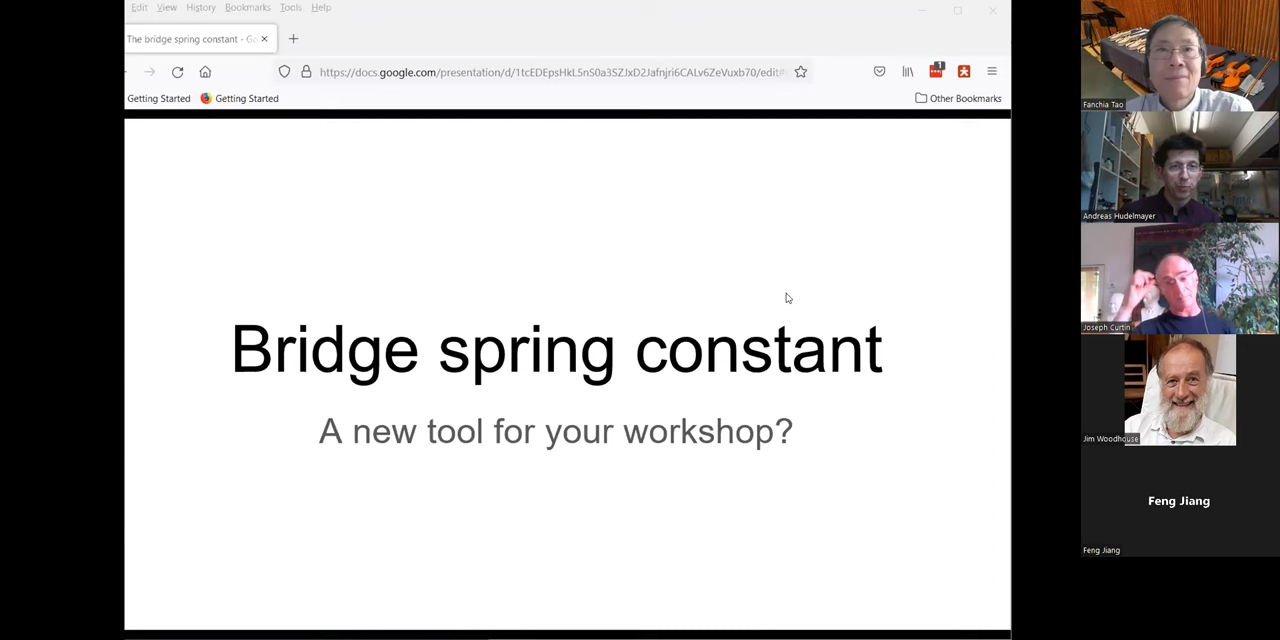 Edit View History Bookmarks Tools Help
The bridge spring constant - Go
https://docs.google.com/presentation/d/1tcEDEpsHkL5nS0a3SZJxD2Jafnjri6CALv6ZeVuxb70/edit#
1
Getting Started Getting Started Other Bookmarks
Bridge spring constant
A new tool for your workshop?
Fanchia Tao
Andreas Hudelmayer
Joseph Curtin
Jim Woodhouse
Feng Jiang
Feng Jiang